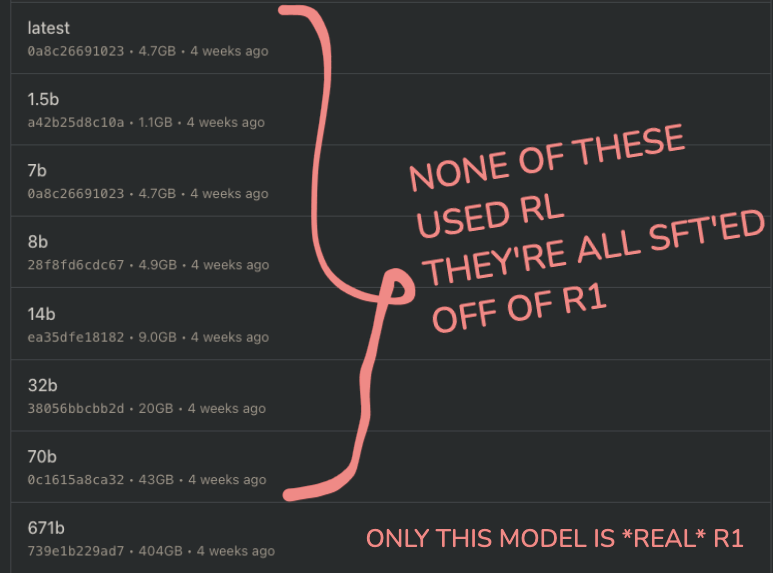 latest
0a8c26691023 • 4.7GB • 4 weeks ago
1.5b
a42b25d8c10a • 1.1GB • 4 weeks ago
7b
0a8c26691023 • 4.7GB • 4 weeks ago
8b
28f8fd6cdc67 • 4.9GB • 4 weeks ago
14b
ea35dfe18182 • 9.0GB • 4 weeks ago
32b
38056bbcbb2d • 20GB • 4 weeks ago
70b
0c1615a8ca32 • 43GB • 4 weeks ago
671b
739e1b229ad7 • 404GB • 4 weeks ago
NONE OF THESE
USED RL
THEY'RE ALL SFT'ED
OFF OF R1
ONLY THIS MODEL IS *REAL* R1